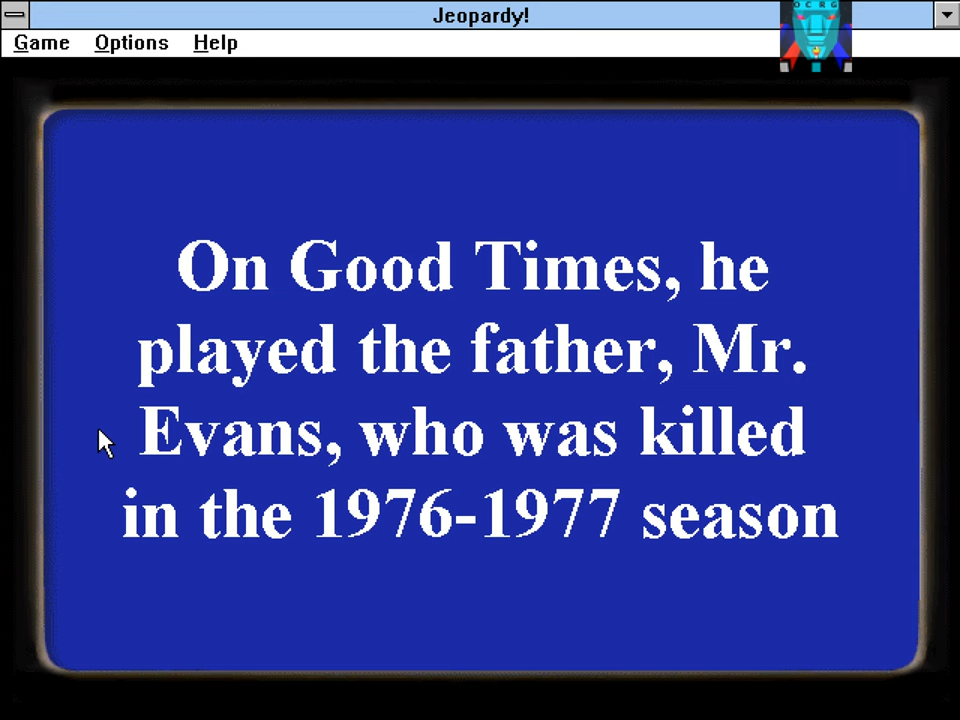 Jeopardy!
OCRG
Game Options Help
On Good Times, he
played the father, Mr.
Evans, who was killed
in the 1976-1977 season